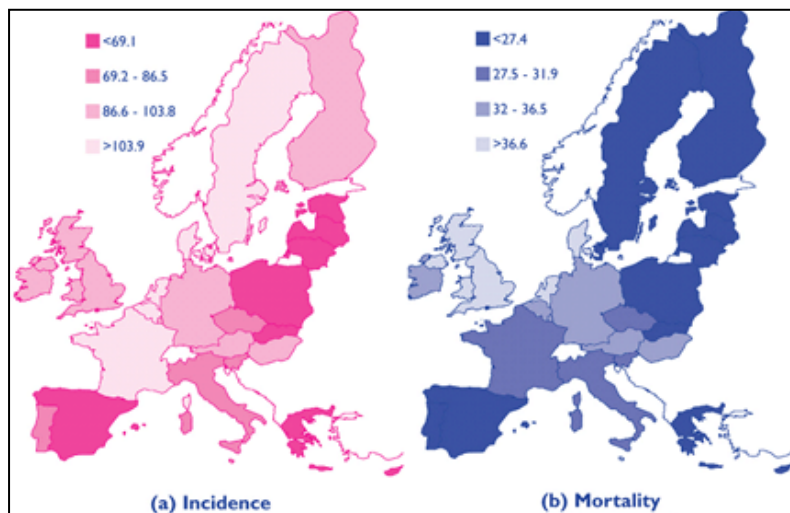 <69.1
69.2 - 86.5
86.6 - 103.8
>103.9
(a) Incidence
<27.4
27.5 - 31.9
32 - 36.5
>36.6
(b) Mortality